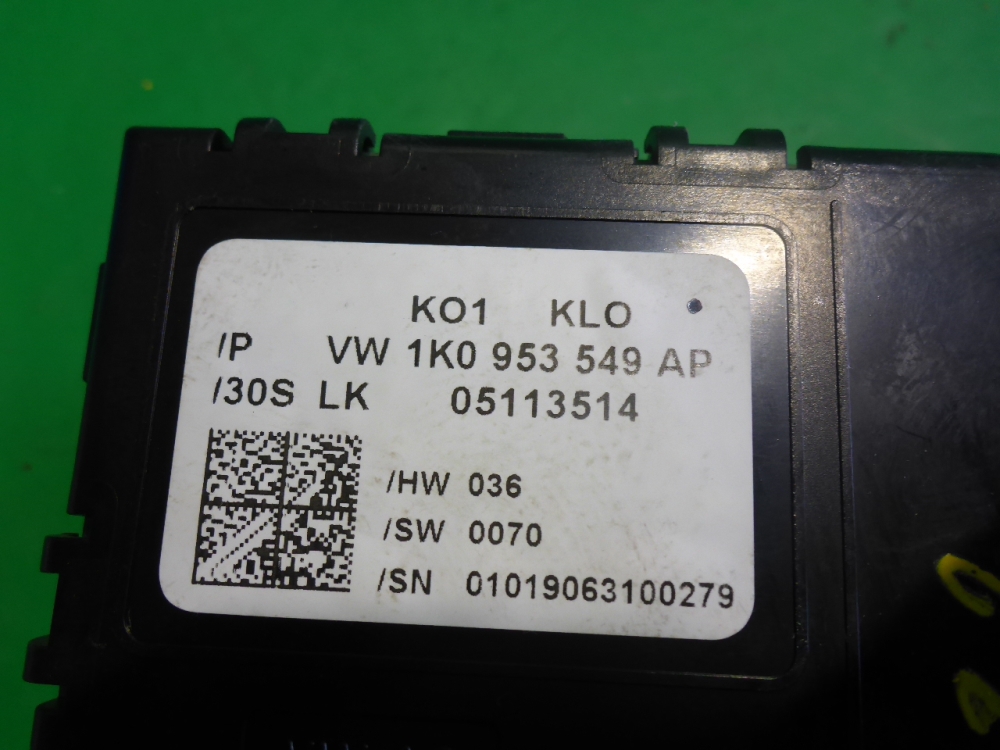 KO1 KLO
/P VW 1K0 953 549 AP
/30S LK 05113514
/HW 036
/SW 0070
/SN 01019063100279